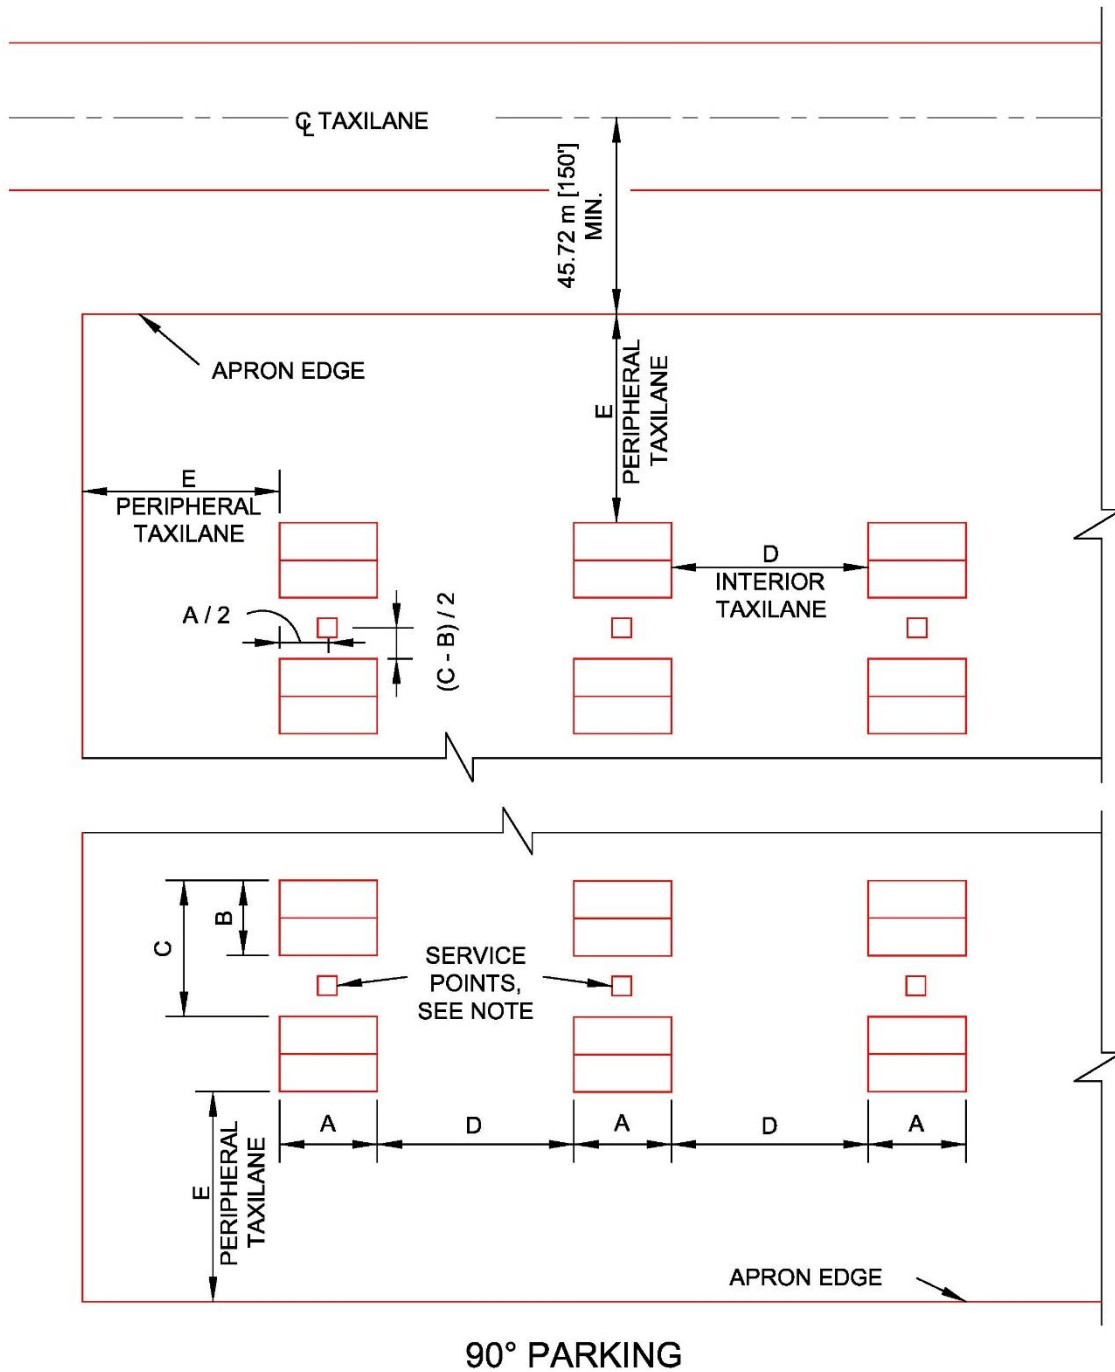 ℄ TAXILANE
45.72 m [150']
MIN.
APRON EDGE
E
PERIPHERAL
TAXILANE
E
PERIPHERAL
TAXILANE
D
INTERIOR
TAXILANE
A / 2
(C - B) / 2
B
C
SERVICE
POINTS,
SEE NOTE
A
D
A
D
A
E
PERIPHERAL
TAXILANE
APRON EDGE
90° PARKING